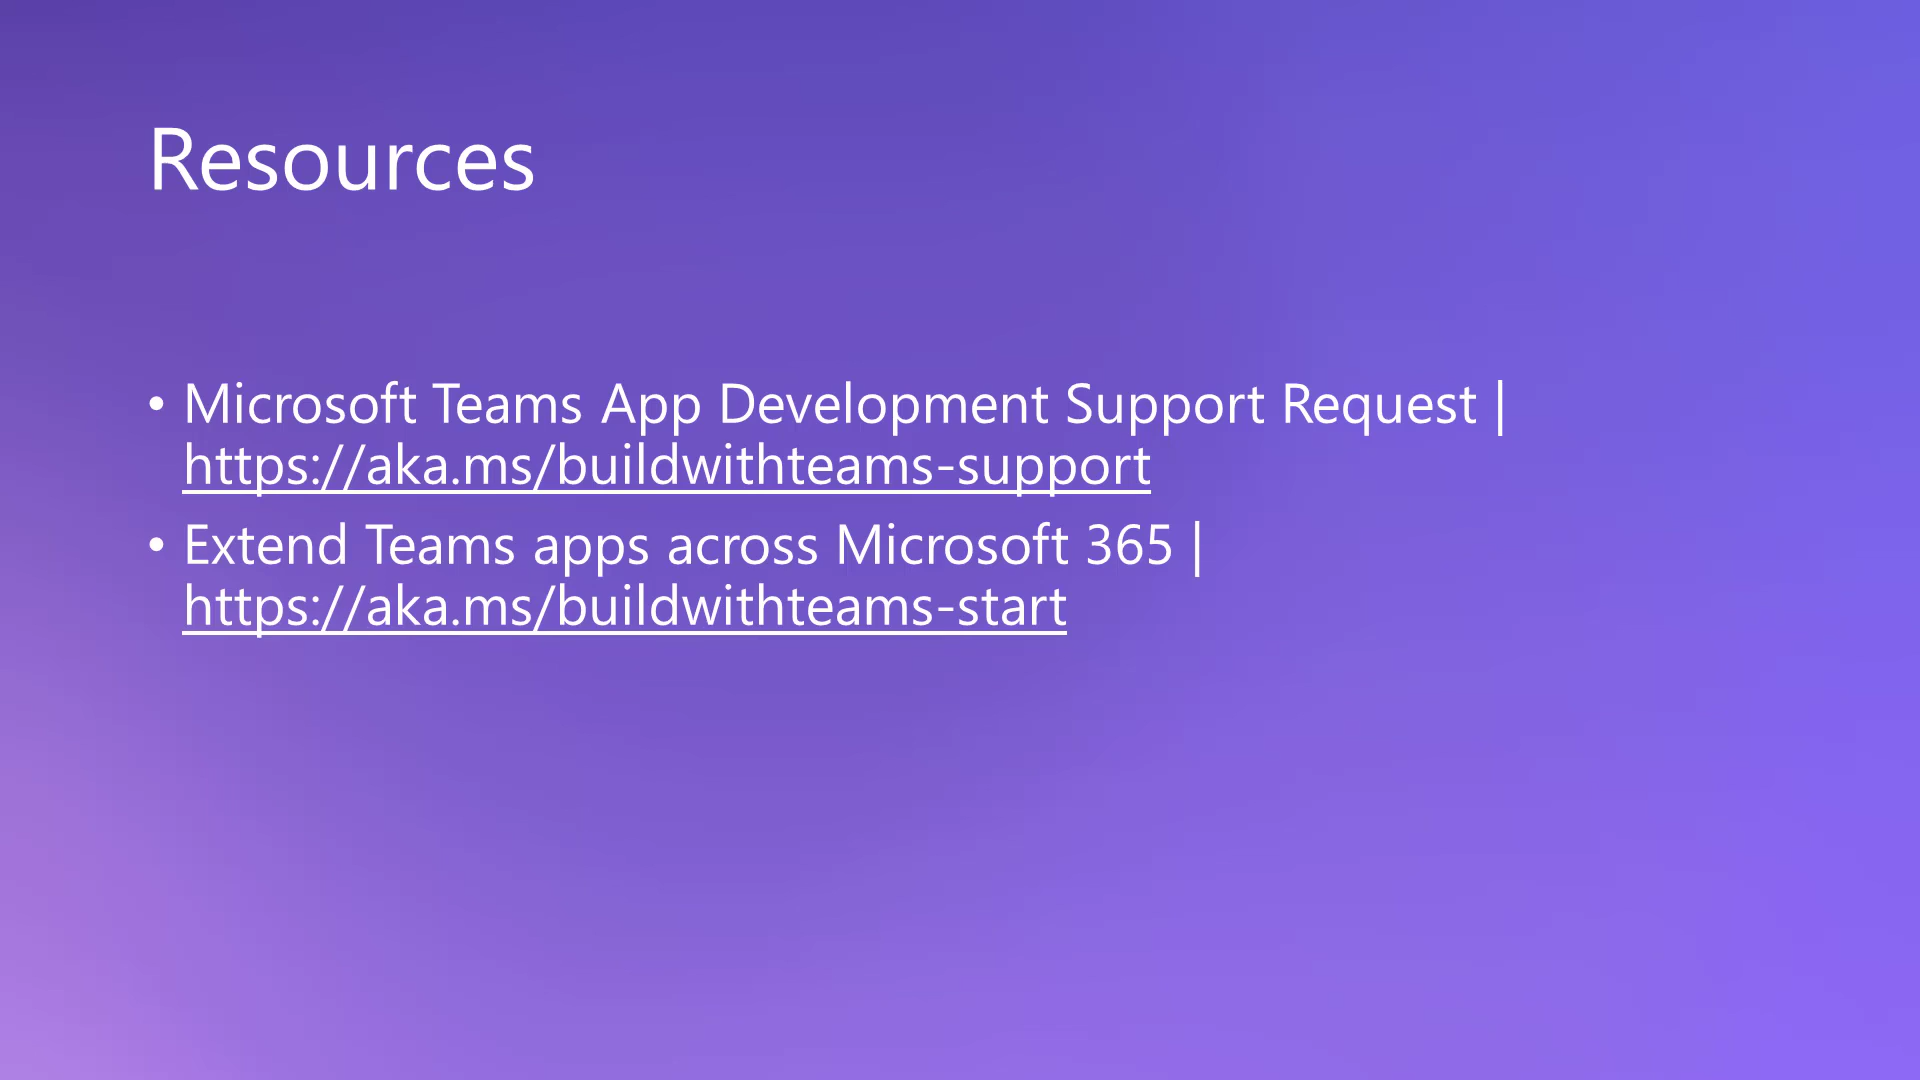 Resources
• Microsoft Teams App Development Support Request |
https://aka.ms/buildwithteams-support
• Extend Teams apps across Microsoft 365 |
https://aka.ms/buildwithteams-start